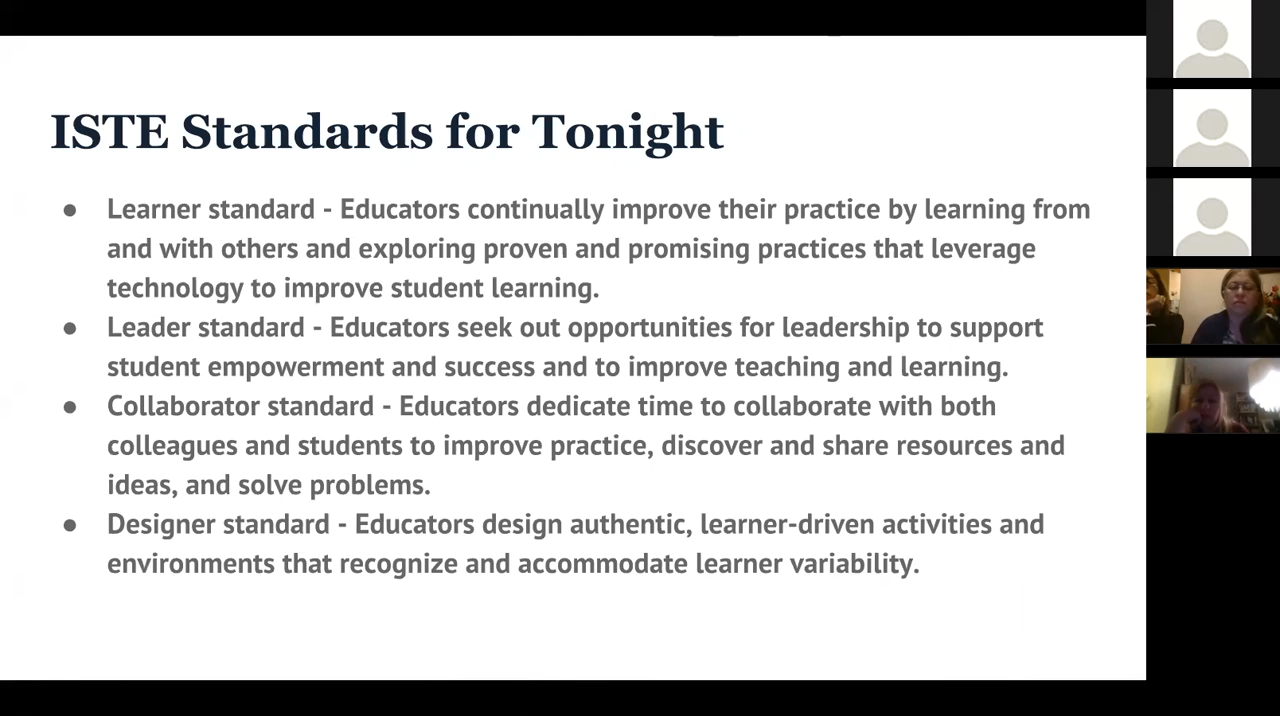 ISTE Standards for Tonight
● Learner standard - Educators continually improve their practice by learning from
and with others and exploring proven and promising practices that leverage
technology to improve student learning.
● Leader standard - Educators seek out opportunities for leadership to support
student empowerment and success and to improve teaching and learning.
● Collaborator standard - Educators dedicate time to collaborate with both
colleagues and students to improve practice, discover and share resources and
ideas, and solve problems.
● Designer standard - Educators design authentic, learner-driven activities and
environments that recognize and accommodate learner variability.